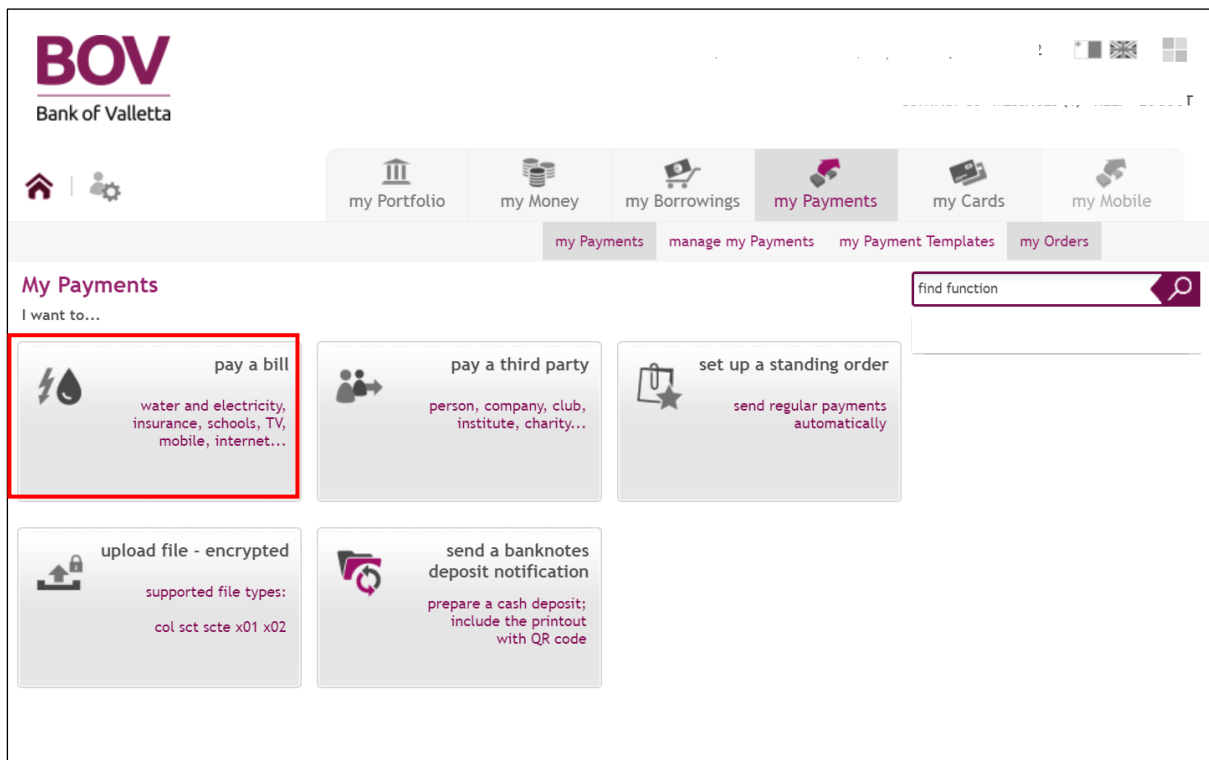 BOV
Bank of Valletta
my Portfolio
my Money
my Borrowings
my Payments
my Cards
my Mobile
my Payments
manage my Payments
my Payment Templates
my Orders
My Payments
I want to...
find function
pay a bill
water and electricity,
insurance, schools, TV,
mobile, internet...
pay a third party
person, company, club,
institute, charity...
set up a standing order
send regular payments
automatically
upload file - encrypted
supported file types:
col sct scte x01 x02
send a banknotes
deposit notification
prepare a cash deposit;
include the printout
with QR code